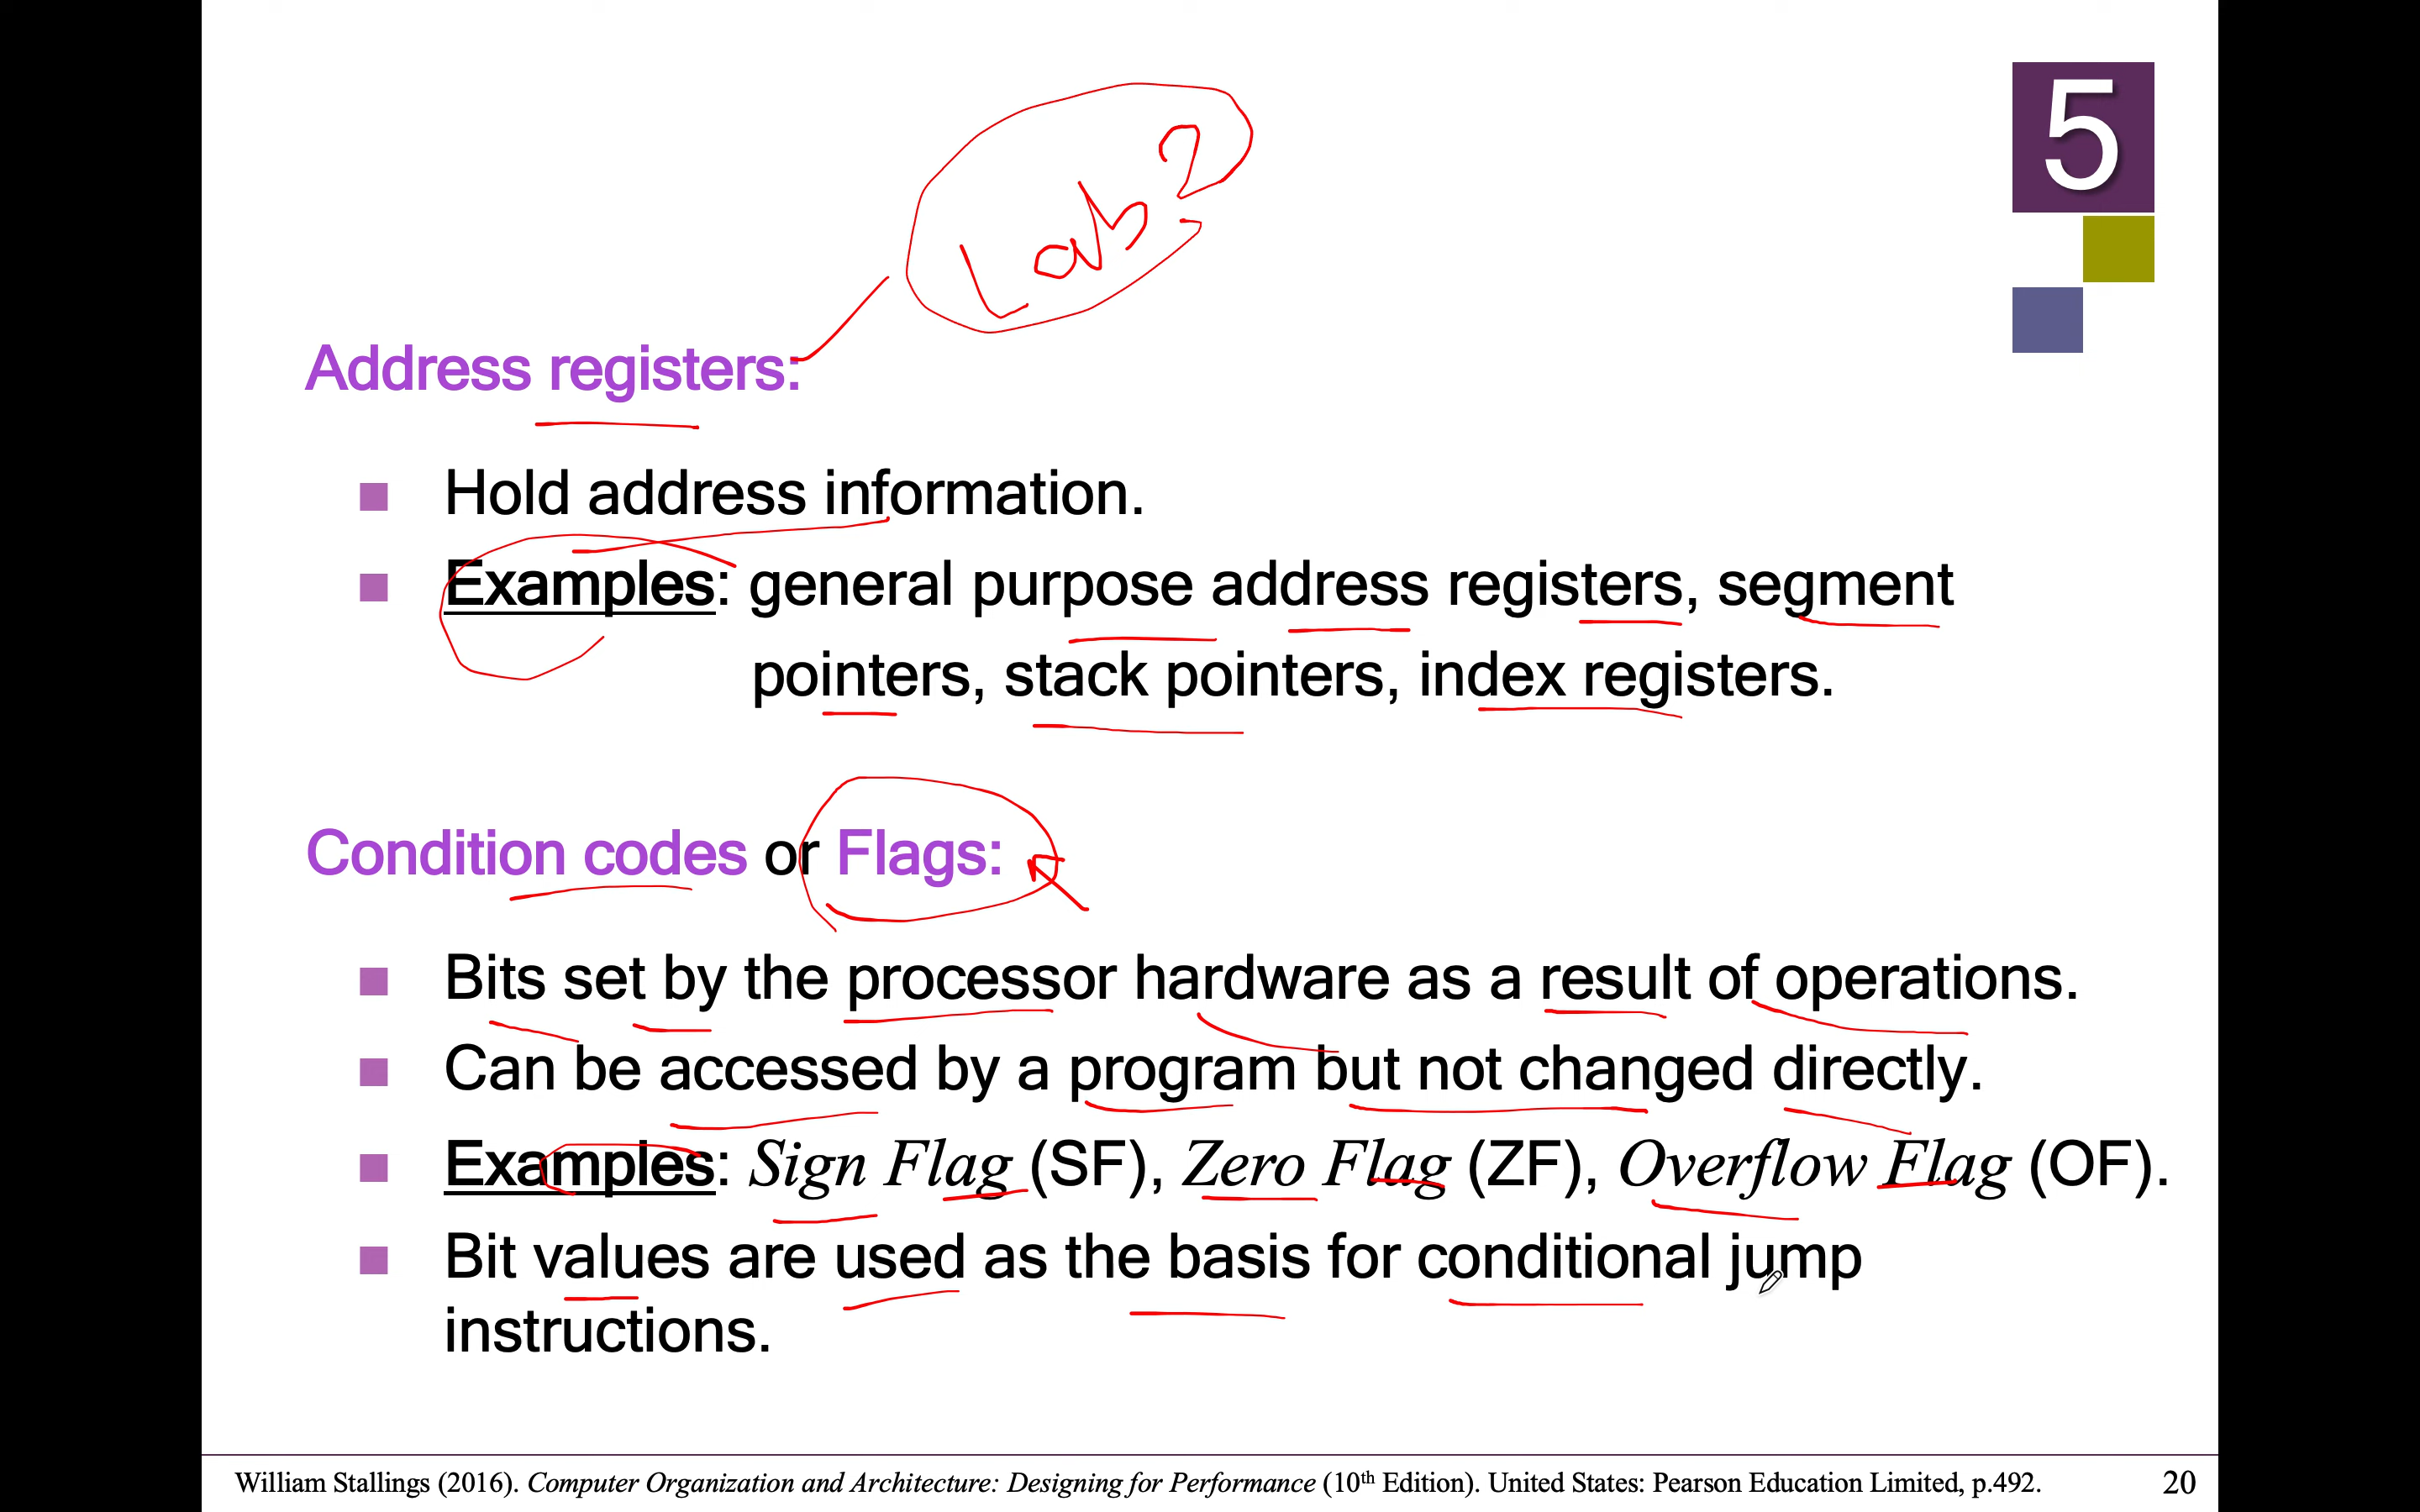 5
Lab 2
Address registers:
Hold address information.
Examples: general purpose address registers, segment
pointers, stack pointers, index registers.
Condition codes or Flags:
Bits set by the processor hardware as a result of operations.
Can be accessed by a program but not changed directly.
Examples: Sign Flag (SF), Zero Flag (ZF), Overflow Flag (OF).
Bit values are used as the basis for conditional jump
instructions.
William Stallings (2016). Computer Organization and Architecture: Designing for Performance (10th Edition). United States: Pearson Education Limited, p.492.
20